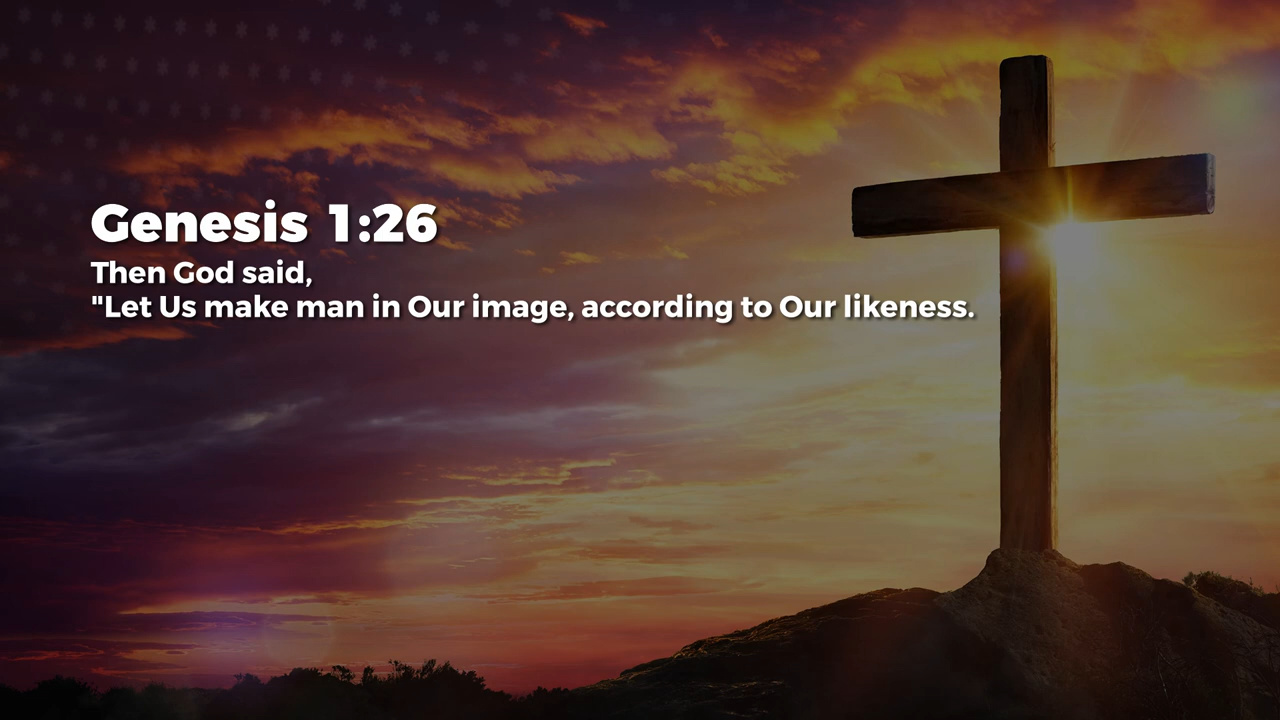 Genesis 1:26
Then God said,
"Let Us make man in Our image, according to Our likeness.